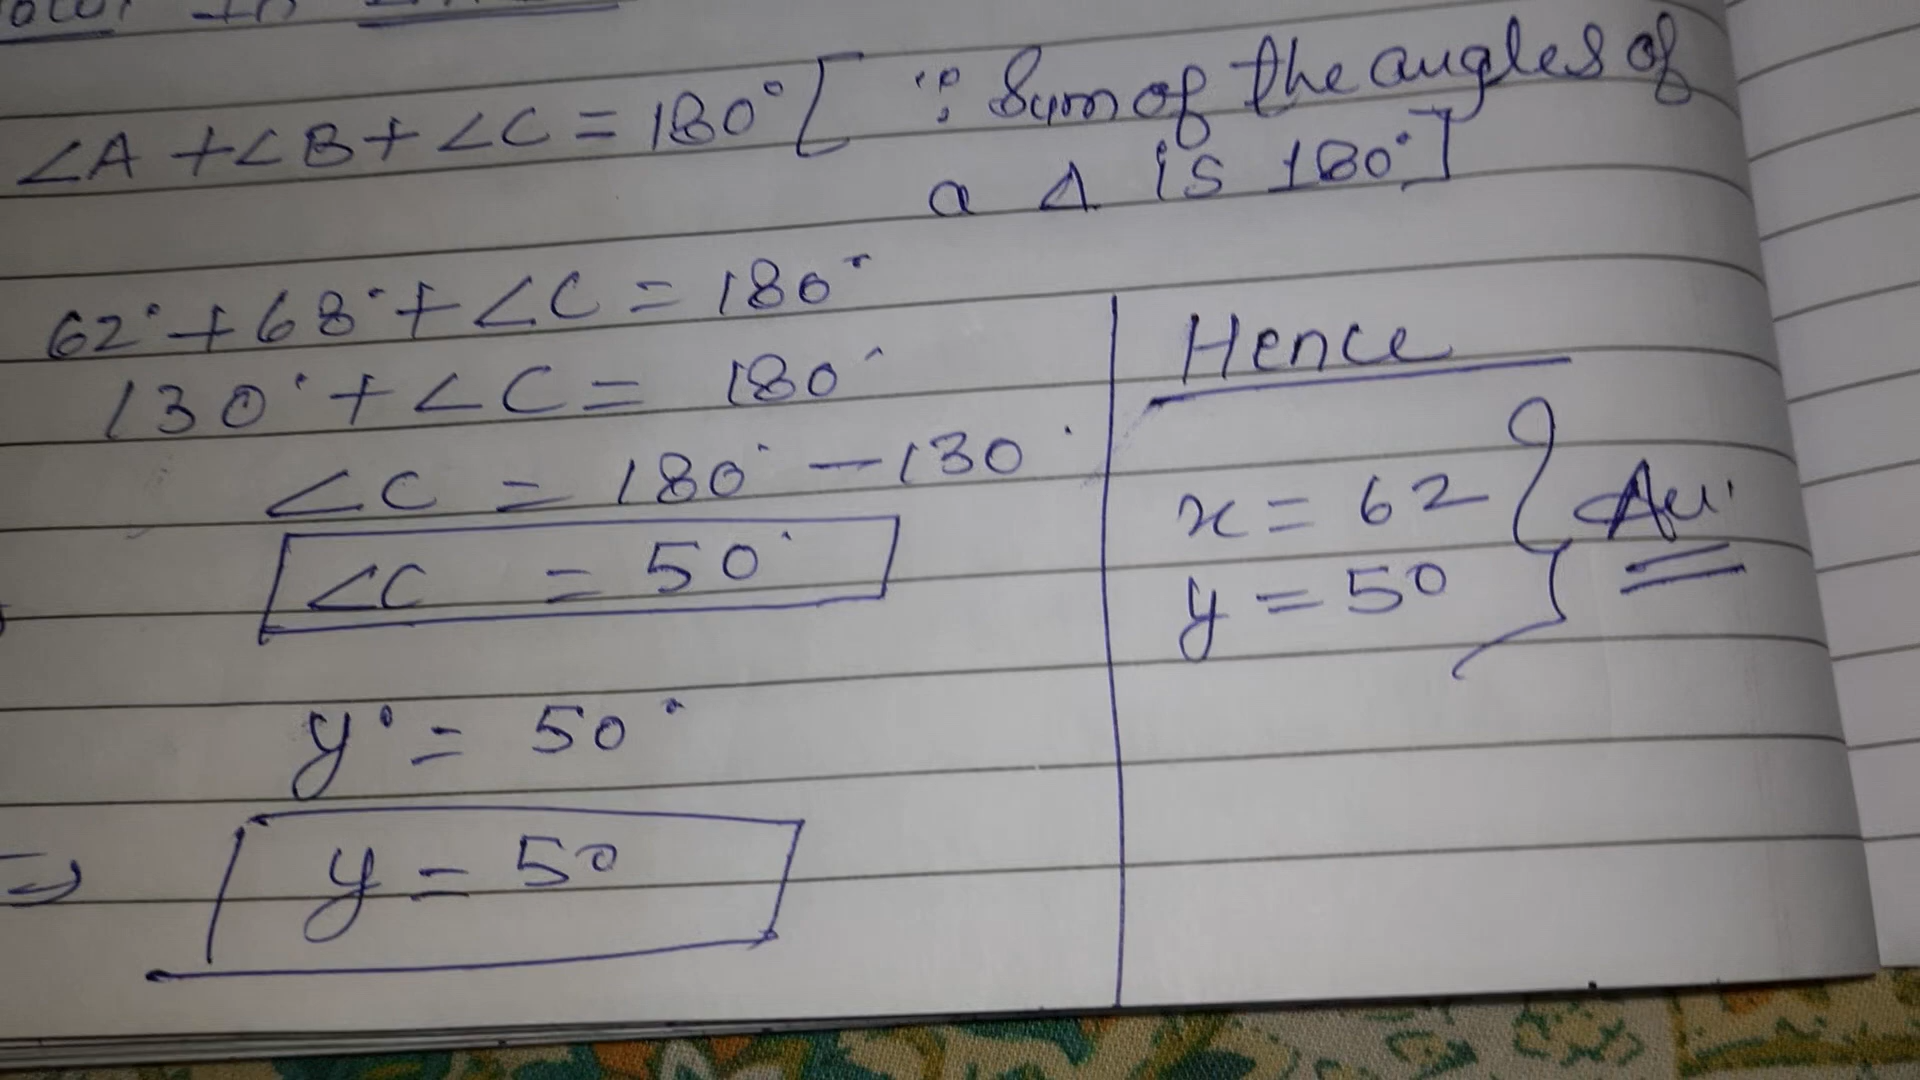 ∠A + ∠B + ∠C = 180° [ ∵ Sum of the angles of
a Δ is 180°]
62° + 68° + ∠C = 180°
130° + ∠C = 180°
∠C = 180° - 130°
∠C = 50°
y° = 50°
⇒ y = 50
Hence
x = 62
y = 50